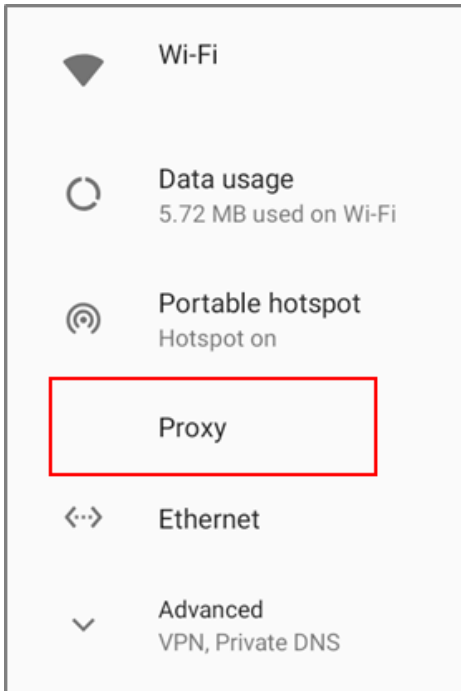 Wi-Fi
Data usage
5.72 MB used on Wi-Fi
Portable hotspot
Hotspot on
Proxy
Ethernet
Advanced
VPN, Private DNS